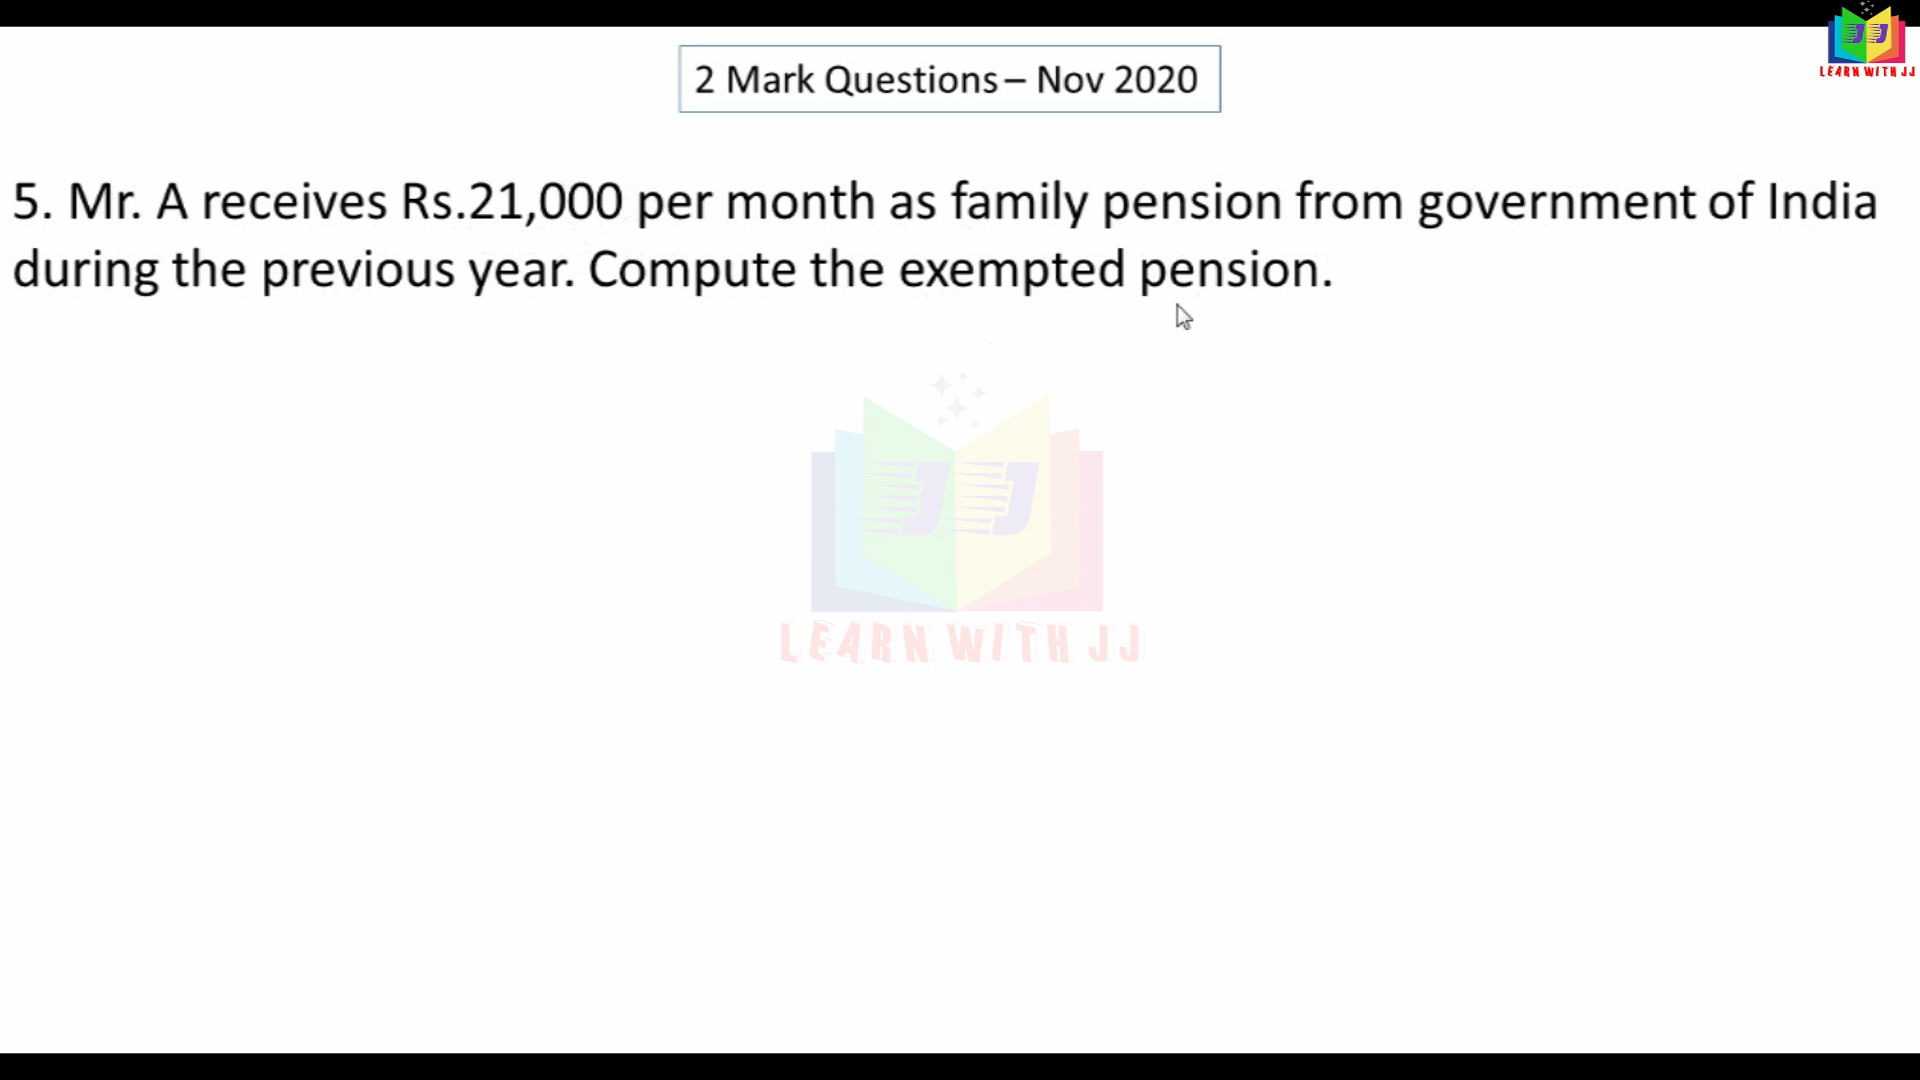 LEARN WITH JJ
2 Mark Questions – Nov 2020
5. Mr. A receives Rs.21,000 per month as family pension from government of India
during the previous year. Compute the exempted pension.
JJ
LEARN WITH JJ